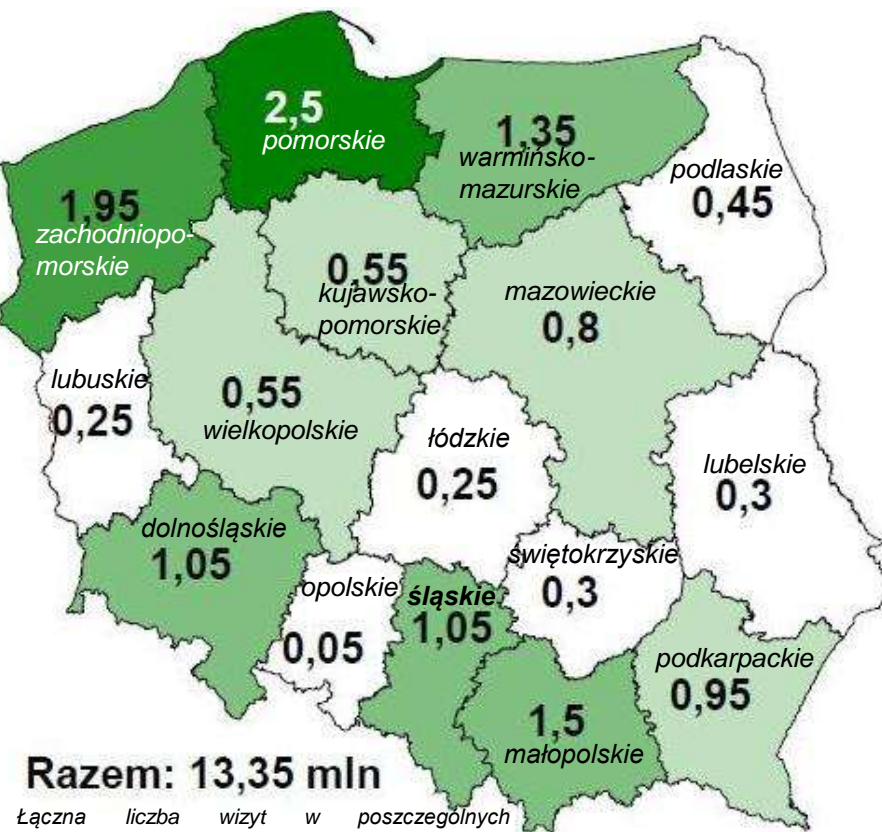 2,5
pomorskie
1,35
warmińsko-
mazurskie
podlaskie
0,45
1,95
zachodniopo-
morskie
0,55
kujawsko-
pomorskie
mazowieckie
0,8
lubuskie
0,25
0,55
wielkopolskie
łódzkie
0,25
lubelskie
0,3
dolnośląskie
1,05
opolskie
0,05
śląskie
1,05
świętokrzyskie
0,3
podkarpackie
0,95
1,5
małopolskie
Razem: 13,35 mln
Łączna liczba wizyt w poszczególnych